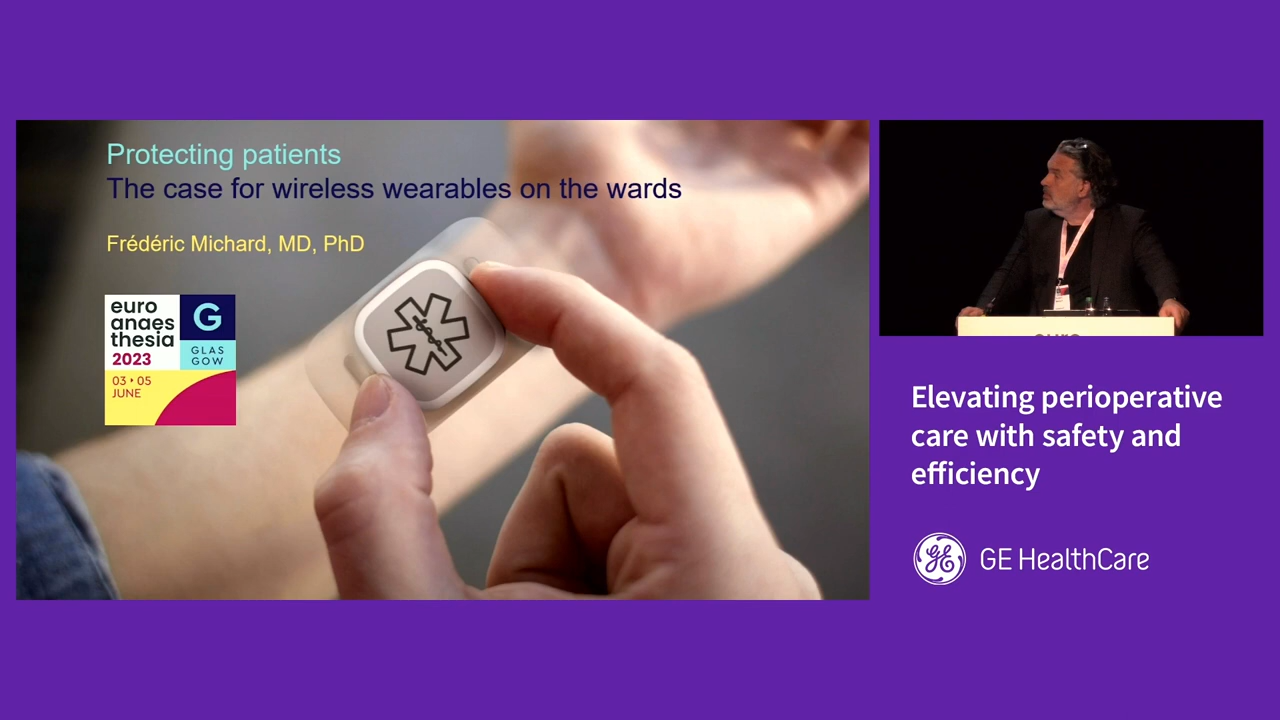 Protecting patients
The case for wireless wearables on the wards
Frédéric Michard, MD, PhD
euro
anaes
thesia
2023
G
GLAS
GOW
03 ‣ 05
JUNE
Elevating perioperative
care with safety and
efficiency
GE HealthCare